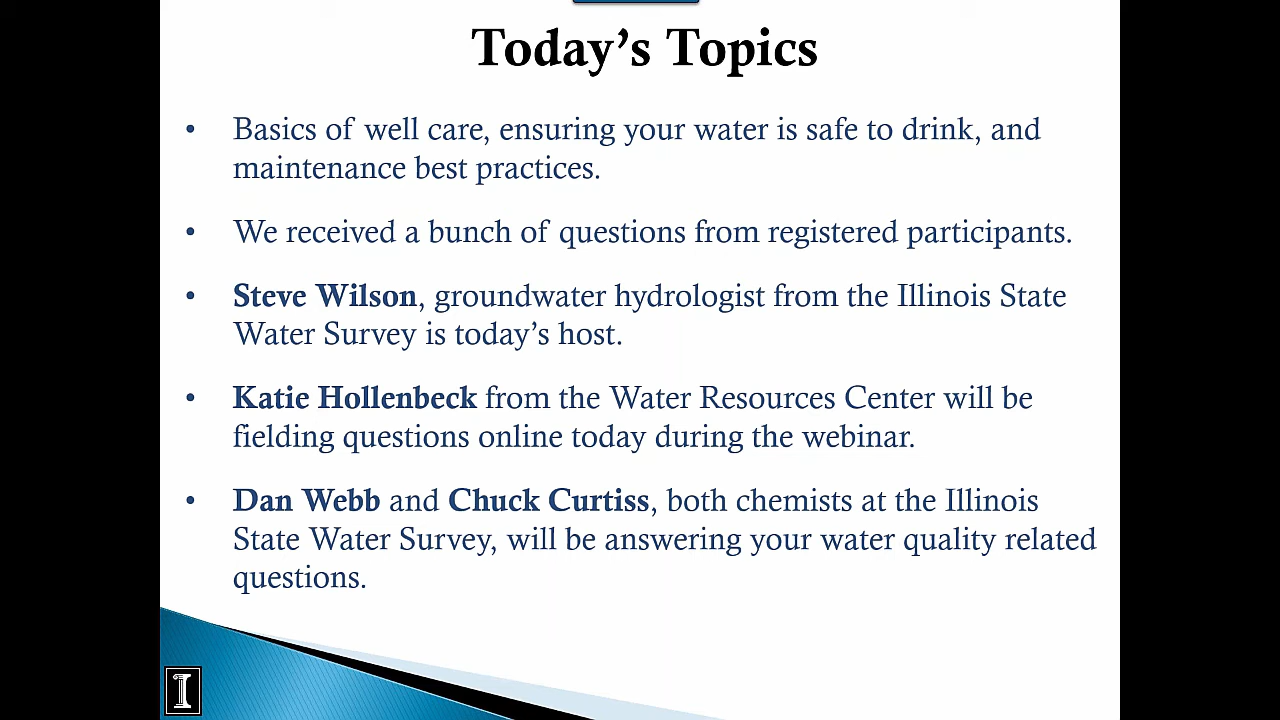 Today’s Topics
• Basics of well care, ensuring your water is safe to drink, and
maintenance best practices.
• We received a bunch of questions from registered participants.
• Steve Wilson, groundwater hydrologist from the Illinois State
Water Survey is today’s host.
• Katie Hollenbeck from the Water Resources Center will be
fielding questions online today during the webinar.
• Dan Webb and Chuck Curtiss, both chemists at the Illinois
State Water Survey, will be answering your water quality related
questions.
I